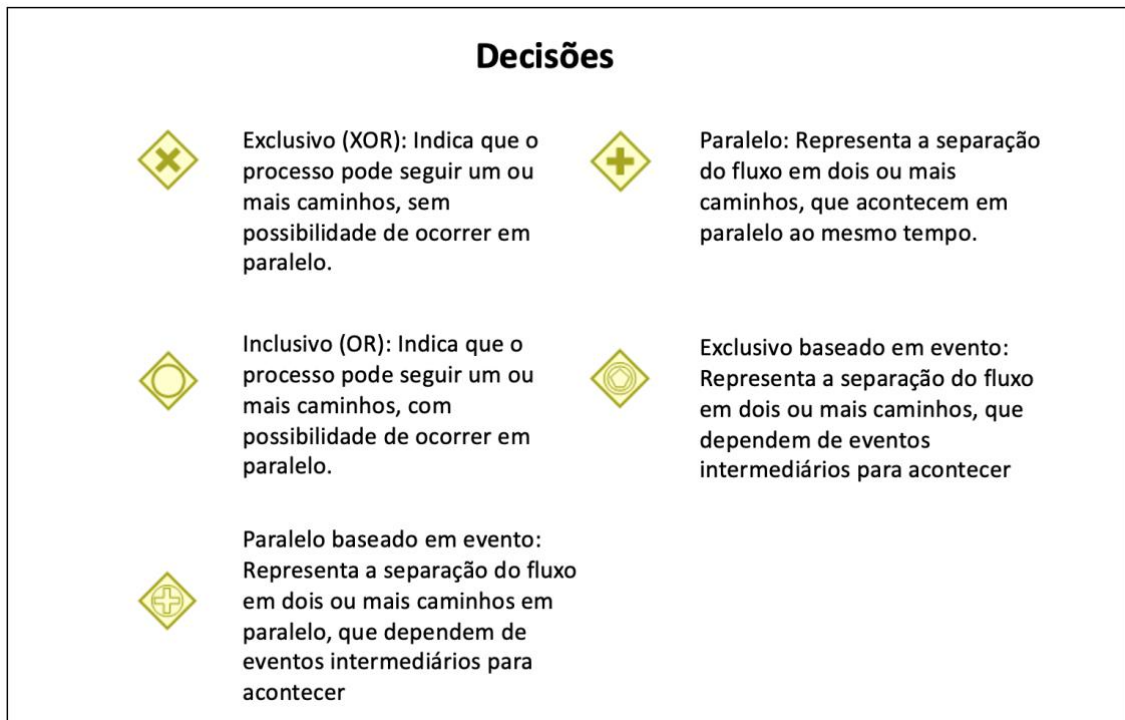 Decisões
Exclusivo (XOR): Indica que o
processo pode seguir um ou
mais caminhos, sem
possibilidade de ocorrer em
paralelo.
Paralelo: Representa a separação
do fluxo em dois ou mais
caminhos, que acontecem em
paralelo ao mesmo tempo.
Inclusivo (OR): Indica que o
processo pode seguir um ou
mais caminhos, com
possibilidade de ocorrer em
paralelo.
Exclusivo baseado em evento:
Representa a separação do fluxo
em dois ou mais caminhos, que
dependem de eventos
intermediários para acontecer
Paralelo baseado em evento:
Representa a separação do fluxo
em dois ou mais caminhos em
paralelo, que dependem de
eventos intermediários para
acontecer